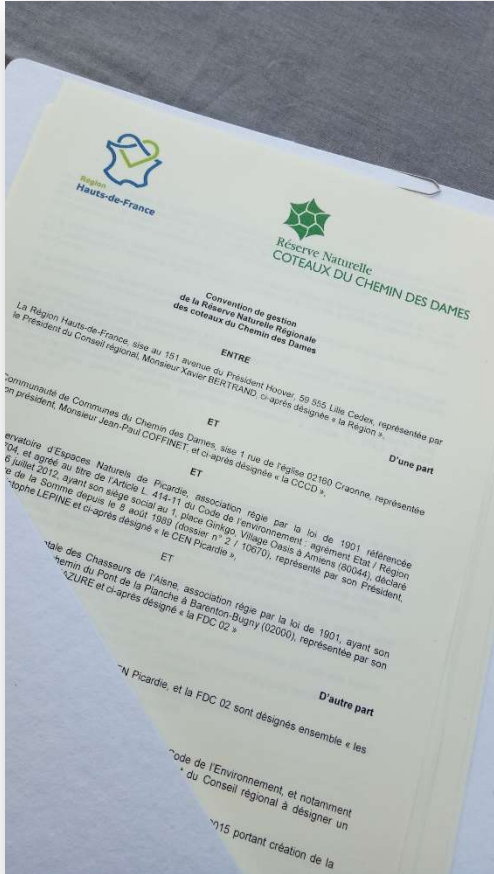 Région
Hauts-de-France
Réserve Naturelle
COTEAUX DU CHEMIN DES DAMES
Convention de gestion
de la Réserve Naturelle Régionale
des coteaux du Chemin des Dames
ENTRE
La Région Hauts-de-France, sise au 151 avenue du Président Hoover, 59 555 Lille Cedex, représentée par
le Président du Conseil régional, Monsieur Xavier BERTRAND, ci-après désignée « la Région ».
D'une part
ET
Communauté de Communes du Chemin des Dames, sise 1 rue de l'église 02160 Craonne, représentée
président, Monsieur Jean-Paul COFFINET, et ci-après désignée « la CCCD ».
ET
d'Espaces Naturels de Picardie, association régie par la loi de 1901 référencée
et agréé au titre de l'Article L. 414-11 du Code de l'environnement : agrément Etat / Région
6 juillet 2012, ayant son siège social au 1, place Ginkgo, Village Oasis à Amiens (80044), déclaré
de la Somme depuis le 8 août 1989 (dossier n° 2 / 10670), représenté par son Président,
LEPINE et ci-après désigné « le CEN Picardie »,
ET
des Chasseurs de l'Aisne, association régie par la loi de 1901, ayant son
chemin du Pont de la Planche à Barenton-Bugny (02000), représentée par son
et ci-après désigné « la FDC 02 »
D'autre part
Picardie, et la FDC 02 sont désignés ensemble « les
Code de l'Environnement, et notamment
du Conseil régional à désigner un
2015 portant création de la